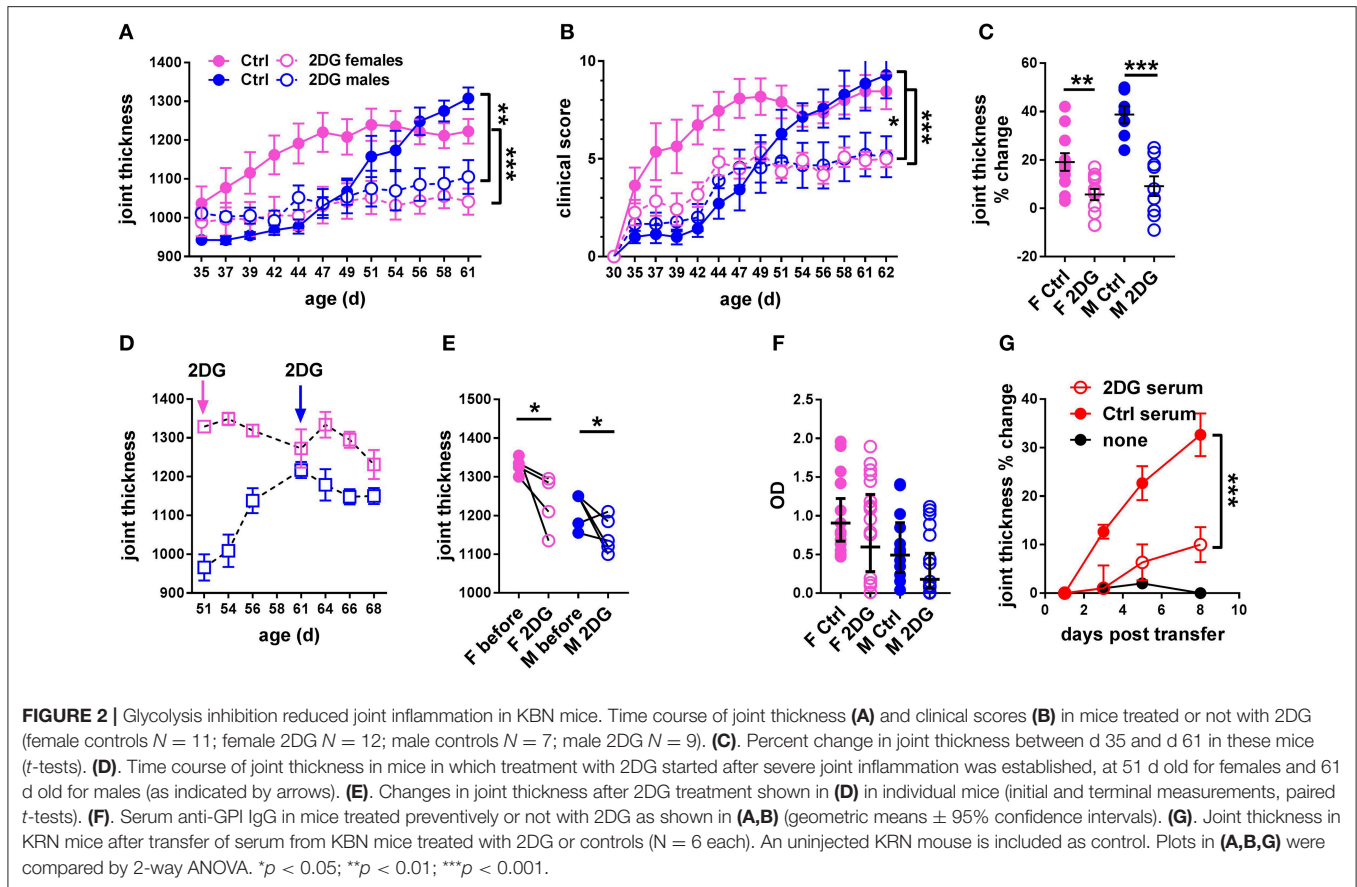 A
Ctrl
2DG females
Ctrl
2DG males
joint thickness
1400
1300
1200
1100
1000
900
35 37 39 42 44 47 49 51 54 56 58 61
age (d)
**
***
B
clinical score
10
5
0
30 35 37 39 42 44 47 49 51 54 56 58 61 62
age (d)
*
***
C
joint thickness
% change
60
40
20
0
-20
**
***
F Ctrl
F 2DG
M Ctrl
M 2DG
D
2DG
2DG
joint thickness
1400
1300
1200
1100
1000
900
51 54 56 58 61 64 66 68
age (d)
E
joint thickness
1500
1400
1300
1200
1100
1000
*
*
F before
F 2DG
M before
M 2DG
F
OD
2.5
2.0
1.5
1.0
0.5
0.0
F Ctrl
F 2DG
M Ctrl
M 2DG
G
2DG serum
Ctrl serum
none
joint thickness % change
40
30
20
10
0
0 2 4 6 8 10
days post transfer
***
FIGURE 2 | Glycolysis inhibition reduced joint inflammation in KBN mice. Time course of joint thickness (A) and clinical scores (B) in mice treated or not with 2DG
(female controls N = 11; female 2DG N = 12; male controls N = 7; male 2DG N = 9). (C). Percent change in joint thickness between d 35 and d 61 in these mice
(t-tests). (D). Time course of joint thickness in mice in which treatment with 2DG started after severe joint inflammation was established, at 51 d old for females and 61
d old for males (as indicated by arrows). (E). Changes in joint thickness after 2DG treatment shown in (D) in individual mice (initial and terminal measurements, paired
t-tests). (F). Serum anti-GPI IgG in mice treated preventively or not with 2DG as shown in (A,B) (geometric means ± 95% confidence intervals). (G). Joint thickness in
KRN mice after transfer of serum from KBN mice treated with 2DG or controls (N = 6 each). An uninjected KRN mouse is included as control. Plots in (A,B,G) were
compared by 2-way ANOVA. *p < 0.05; **p < 0.01; ***p < 0.001.